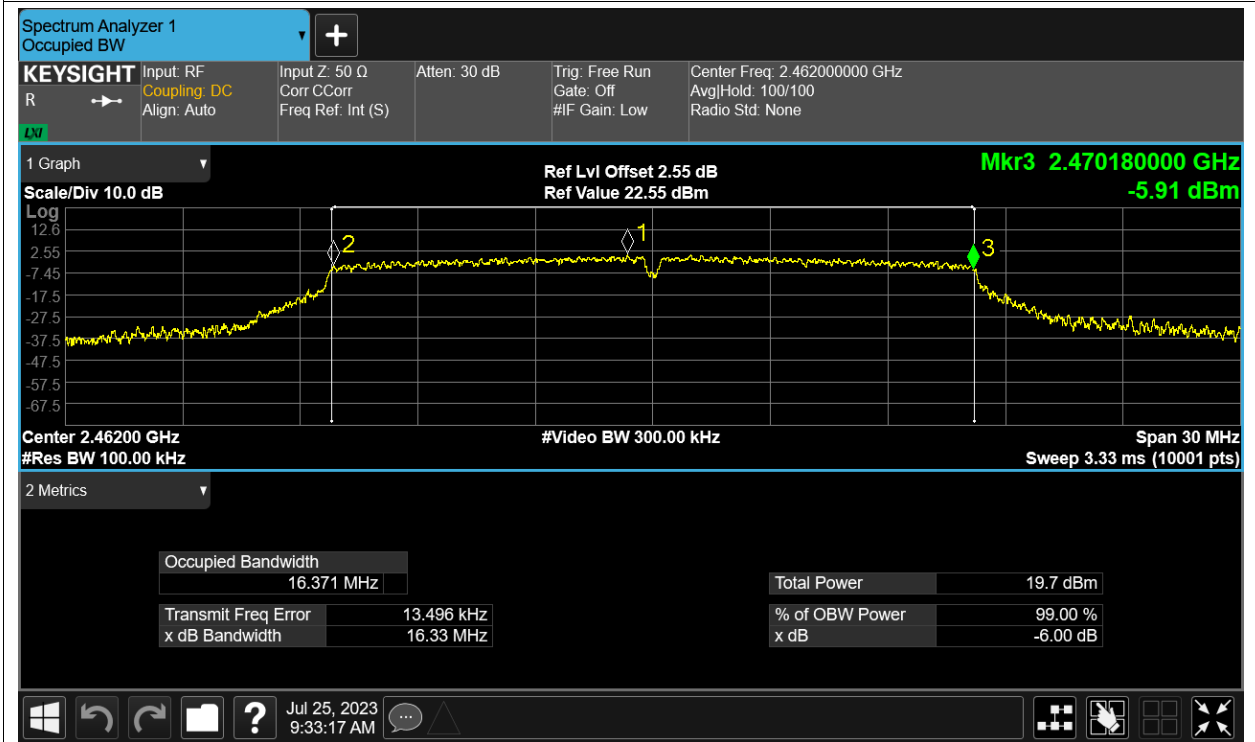 Spectrum Analyzer 1
Occupied BW
KEYSIGHT
R
LXI
Input: RF
Coupling: DC
Align: Auto
Input Z: 50 Ω
Corr CCorr
Freq Ref: Int (S)
Atten: 30 dB
Trig: Free Run
Gate: Off
#IF Gain: Low
Center Freq: 2.462000000 GHz
Avg|Hold: 100/100
Radio Std: None
1 Graph
Scale/Div 10.0 dB
Ref Lvl Offset 2.55 dB
Ref Value 22.55 dBm
Mkr3 2.470180000 GHz
-5.91 dBm
Log
12.6
2.55
-7.45
-17.5
-27.5
-37.5
-47.5
-57.5
-67.5
2
1
3
Center 2.46200 GHz
#Res BW 100.00 kHz
#Video BW 300.00 kHz
Span 30 MHz
Sweep 3.33 ms (10001 pts)
2 Metrics
Occupied Bandwidth
16.371 MHz
Transmit Freq Error 13.496 kHz
x dB Bandwidth 16.33 MHz
Total Power 19.7 dBm
% of OBW Power 99.00 %
x dB -6.00 dB
?
Jul 25, 2023
9:33:17 AM